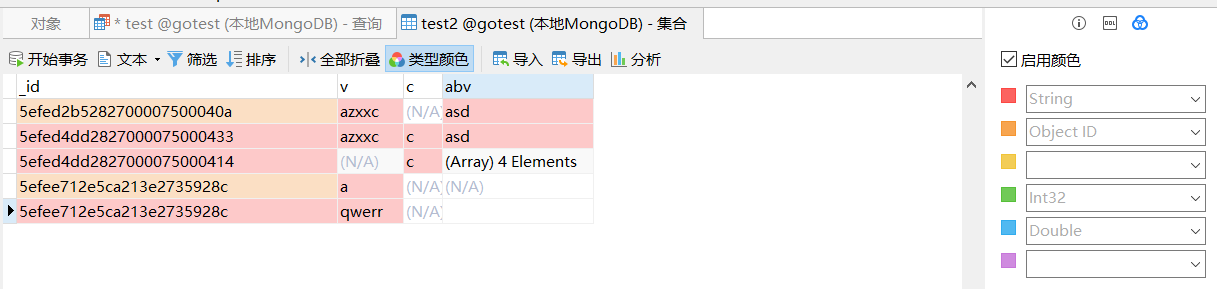 对象 * test @gotest (本地MongoDB) - 查询 test2 @gotest (本地MongoDB) - 集合
开始事务 文本 筛选 排序 全部折叠 类型颜色 导入 导出 分析
_id v c abv
5efed2b5282700007500040a azxxc (N/A) asd
5efed4dd2827000075000433 azxxc c asd
5efed4dd2827000075000414 (N/A) c (Array) 4 Elements
5efee712e5ca213e2735928c a (N/A) (N/A)
5efee712e5ca213e2735928c qwerr (N/A)
DDL
启用颜色
String
Object ID
Int32
Double